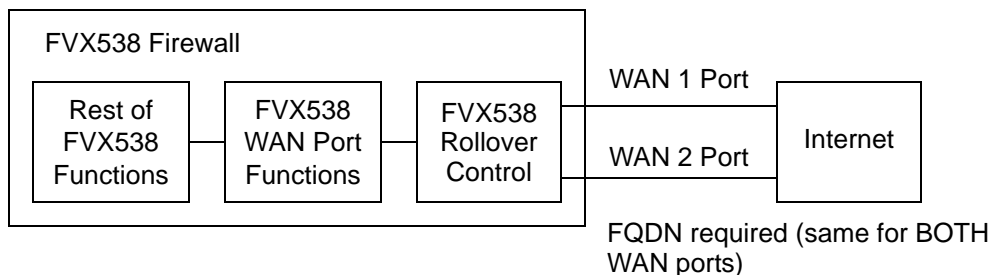 FVX538 Firewall
Rest of
FVX538
Functions
FVX538
WAN Port
Functions
FVX538
Rollover
Control
WAN 1 Port
WAN 2 Port
Internet
FQDN required (same for BOTH
WAN ports)